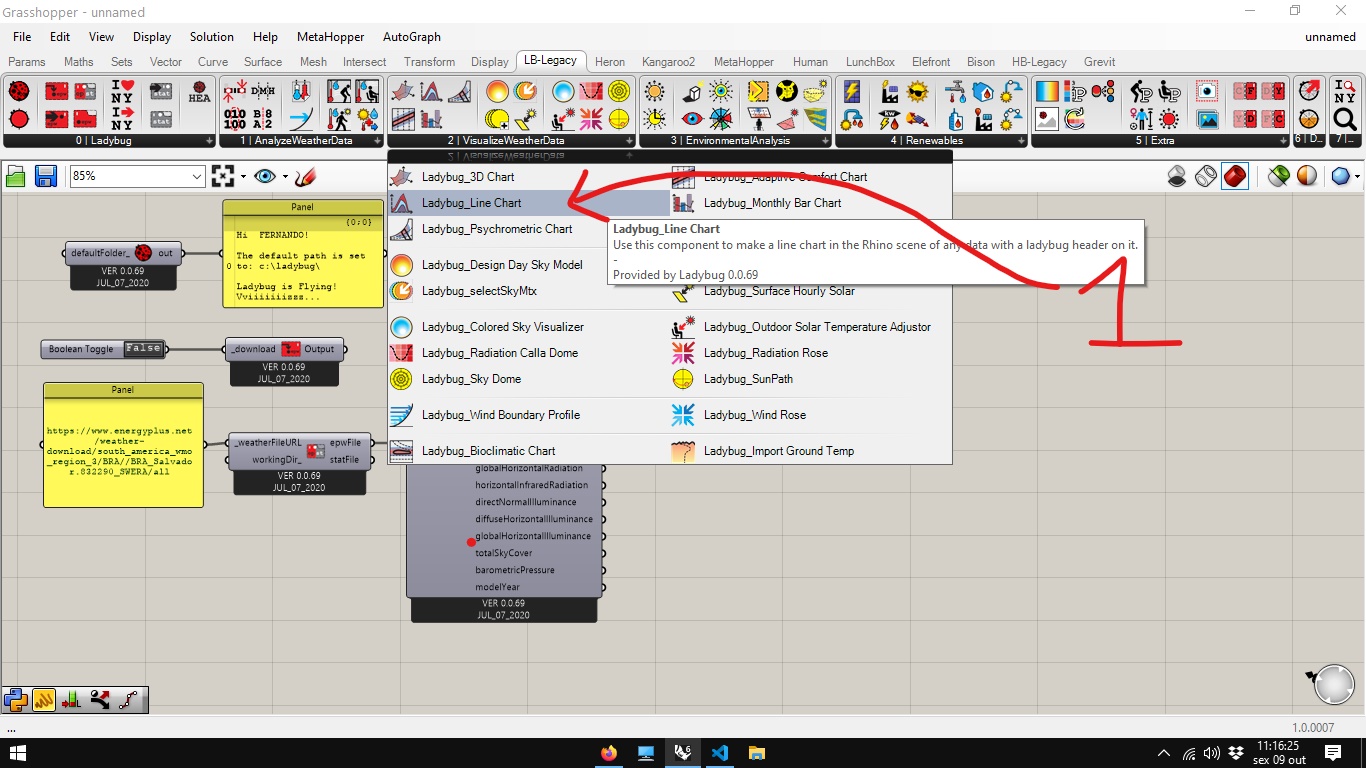 Grasshopper - unnamed
File Edit View Display Solution Help MetaHopper AutoGraph unnamed
Params Maths Sets Vector Curve Surface Mesh Intersect Transform Display LB-Legacy Heron Kangaroo2 MetaHopper Human LunchBox Elefront Bison HB-Legacy Grevit
0 | Ladybug 1 | AnalyzeWeatherData 2 | VisualizeWeatherData 3 | EnvironmentalAnalysis 4 | Renewables 5 | Extra 6 | D... 7 |...
2 | VisualizeWeatherData
85%
Ladybug_3D Chart
Ladybug_Adaptive Comfort Chart
Ladybug_Line Chart
Ladybug_Monthly Bar Chart
Ladybug_Psychrometric Chart
Ladybug_Line Chart
Use this component to make a line chart in the Rhino scene of any data with a ladybug header on it.
-
Provided by Ladybug 0.0.69
Ladybug_Design Day Sky Model
Ladybug_selectSkyMtx
Ladybug_Surface Hourly Solar
Ladybug_Colored Sky Visualizer
Ladybug_Outdoor Solar Temperature Adjustor
Ladybug_Radiation Calla Dome
Ladybug_Radiation Rose
Ladybug_Sky Dome
Ladybug_SunPath
Ladybug_Wind Boundary Profile
Ladybug_Wind Rose
Ladybug_Bioclimatic Chart
Ladybug_Import Ground Temp
1
defaultFolder_ out
VER 0.0.69
JUL_07_2020
Panel
{0;0}
Hi FERNANDO!
The default path is set
0 to: c:\ladybug\
Ladybug is Flying!
Vviiiiiiizzz...
Boolean Toggle False
_download Output
VER 0.0.69
JUL_07_2020
Panel
https://www.energyplus.net
/weather-
download/south_america_wmo
_region_3/BRA//BRA_Salvado
r.832290_SWERA/all
_weatherFileURL epwFile
workingDir_ statFile
VER 0.0.69
JUL_07_2020
globalHorizontalRadiation
horizontalInfraredRadiation
directNormalIlluminance
diffuseHorizontalIlluminance
globalHorizontalIlluminance
totalSkyCover
barometricPressure
modelYear
VER 0.0.69
JUL_07_2020
...
1.0.0007
11:16:25
sex 09 out